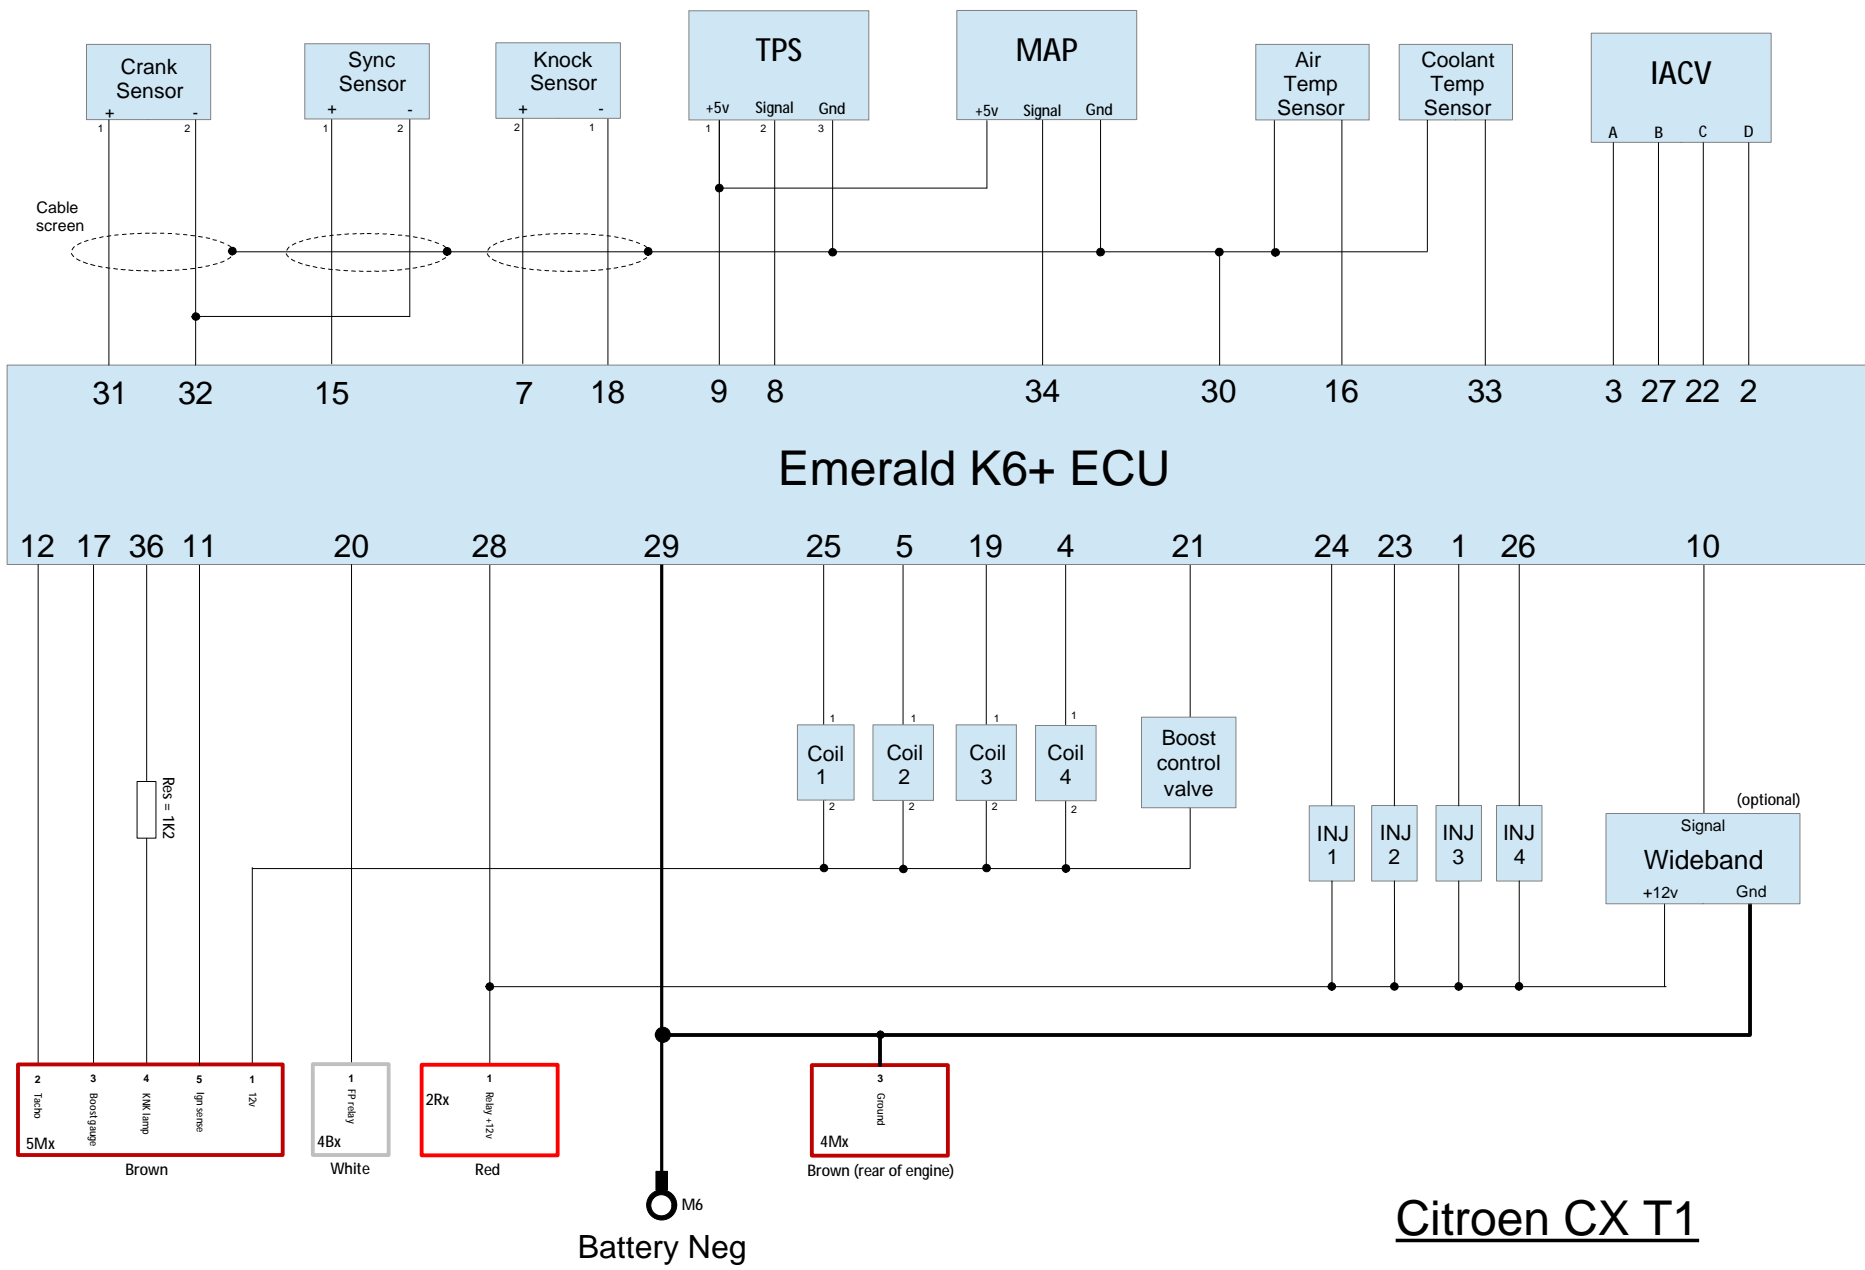 Crank
Sensor
+ -
1 2
Sync
Sensor
+ -
1 2
Knock
Sensor
+ -
2 1
TPS
+5v Signal Gnd
1 2 3
MAP
+5v Signal Gnd
Air
Temp
Sensor
Coolant
Temp
Sensor
IACV
A B C D
Cable
screen
31 32 15 7 18 9 8 34 30 16 33 3 27 22 2
Emerald K6+ ECU
12 17 36 11 20 28 29 25 5 19 4 21 24 23 1 26 10
Res = 1K2
1
Coil
1
2
1
Coil
2
2
1
Coil
3
2
1
Coil
4
2
Boost
control
valve
INJ
1
INJ
2
INJ
3
INJ
4
(optional)
Signal
Wideband
+12v Gnd
2 3 4 5 1
Tacho
Boost gauge
KNK lamp
Ign sense
12v
5Mx
Brown
1
FP relay
4Bx
White
1
Relay +12v
2Rx
Red
3
Ground
4Mx
Brown (rear of engine)
M6
Battery Neg
Citroen CX T1